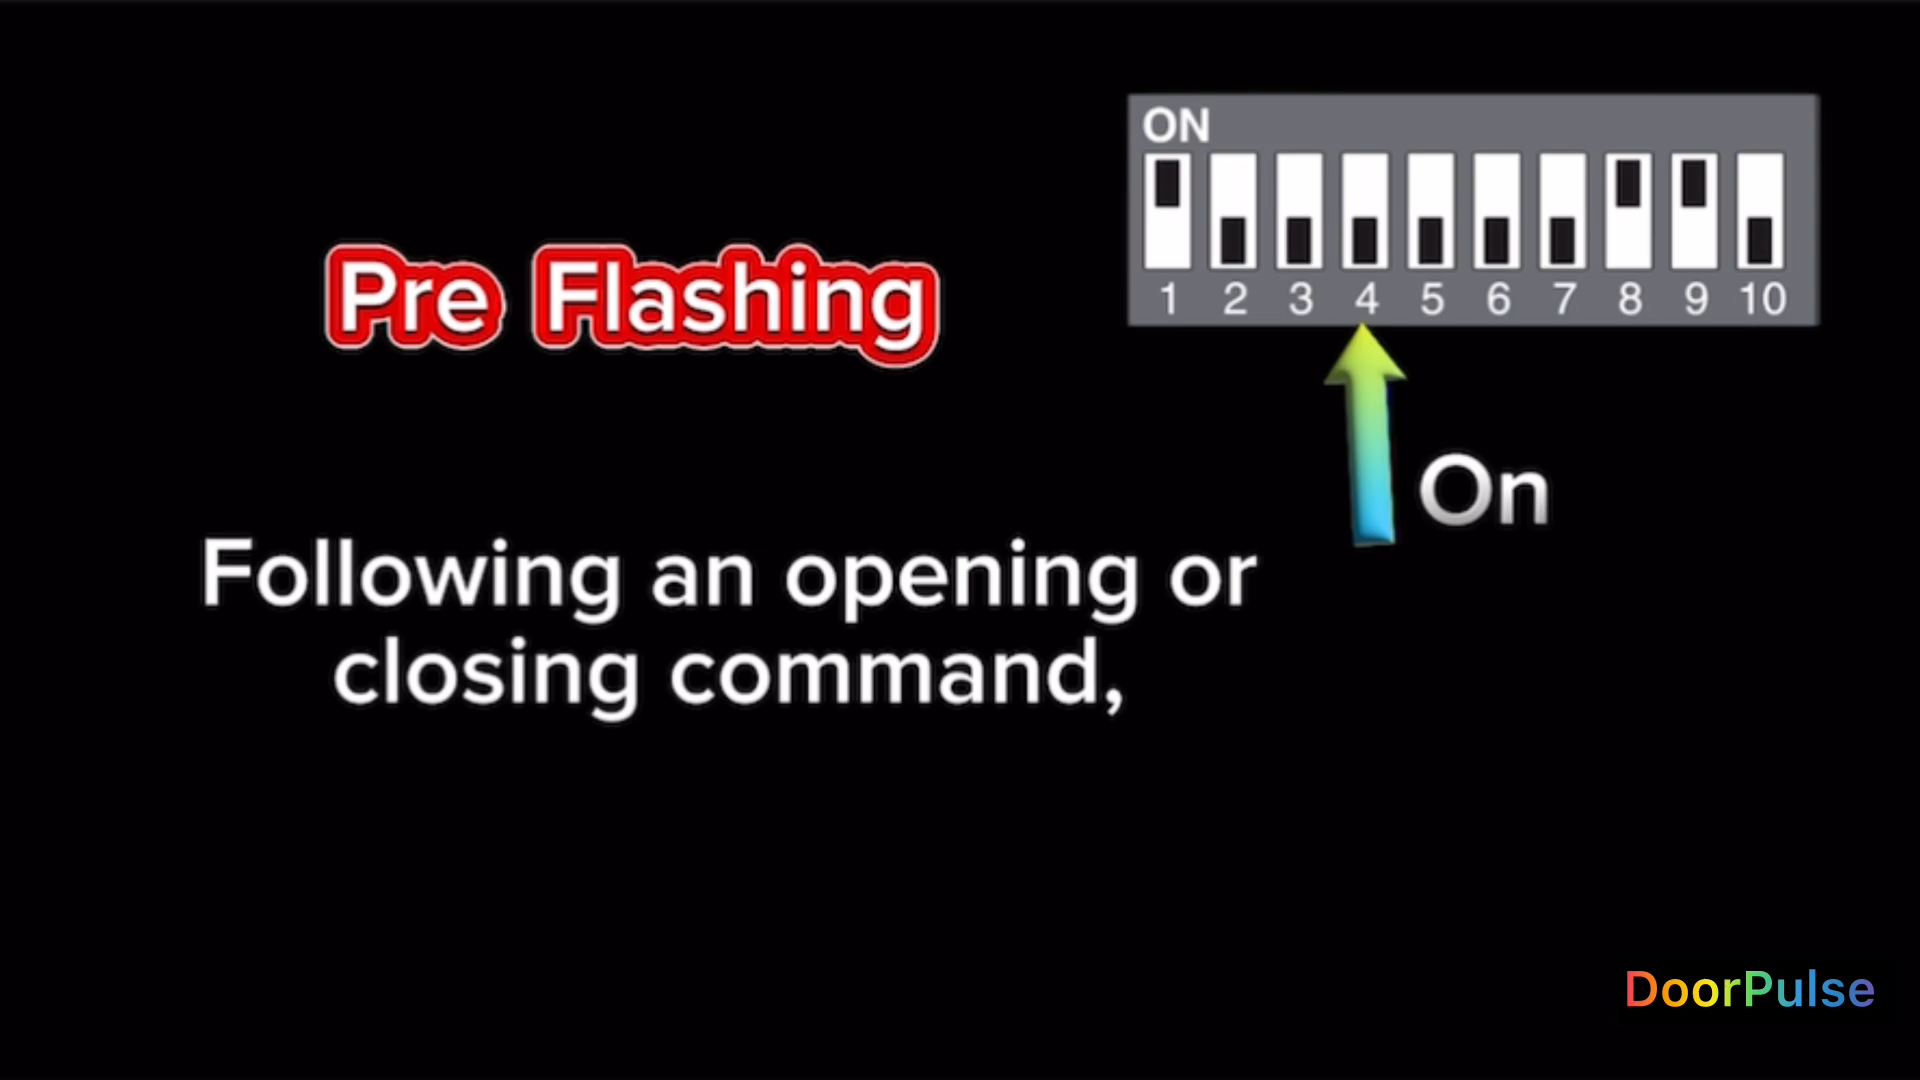 ON
1 2 3 4 5 6 7 8 9 10
Pre Flashing
On
Following an opening or
closing command,
DoorPulse